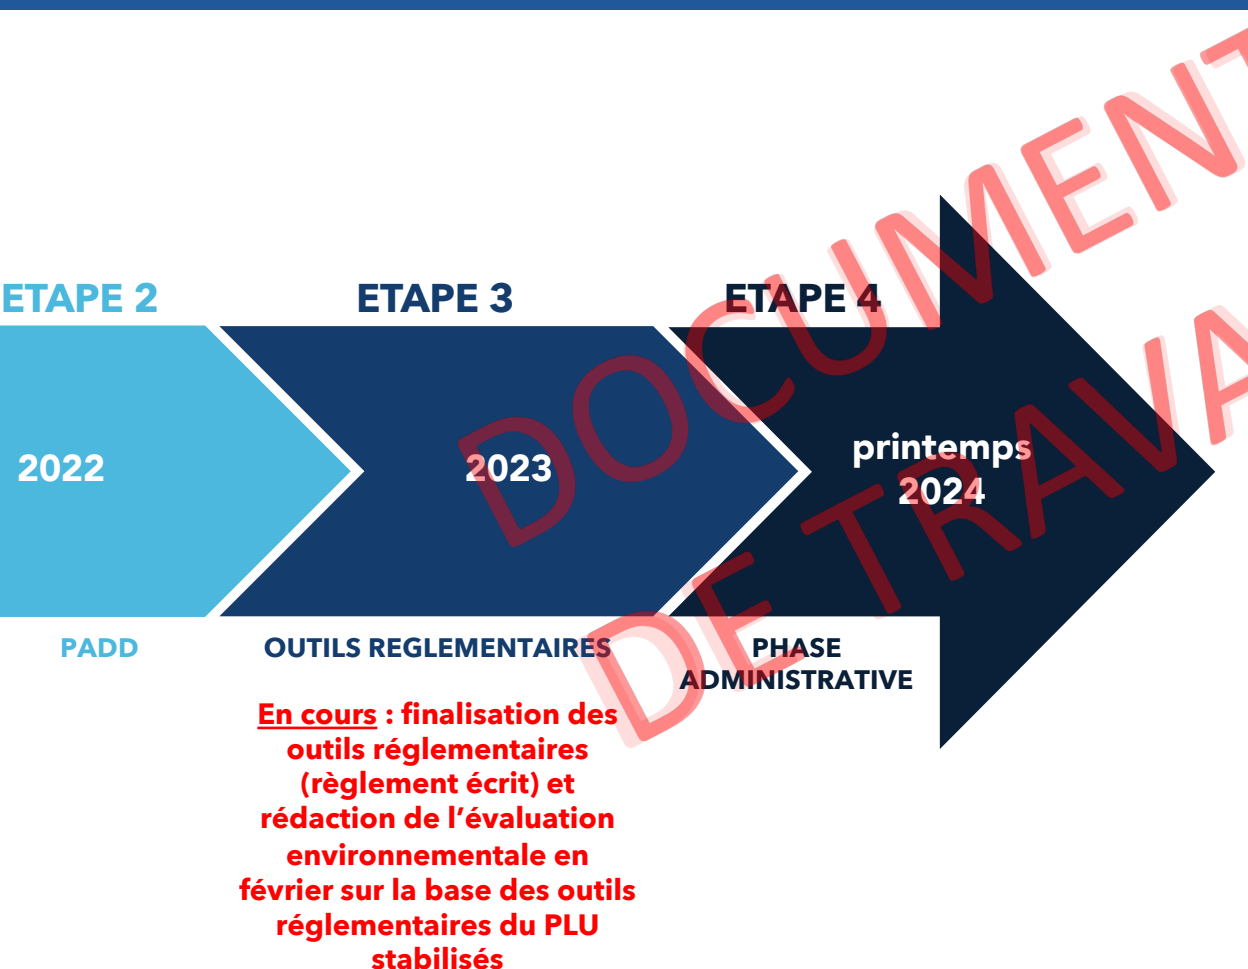 ETAPE 2
ETAPE 3
ETAPE 4
2022
2023
printemps
2024
PADD
OUTILS REGLEMENTAIRES
PHASE
ADMINISTRATIVE
En cours : finalisation des
outils réglementaires
(règlement écrit) et
rédaction de l’évaluation
environnementale en
février sur la base des outils
réglementaires du PLU
stabilisés
DOCUMENT
DE TRAVA